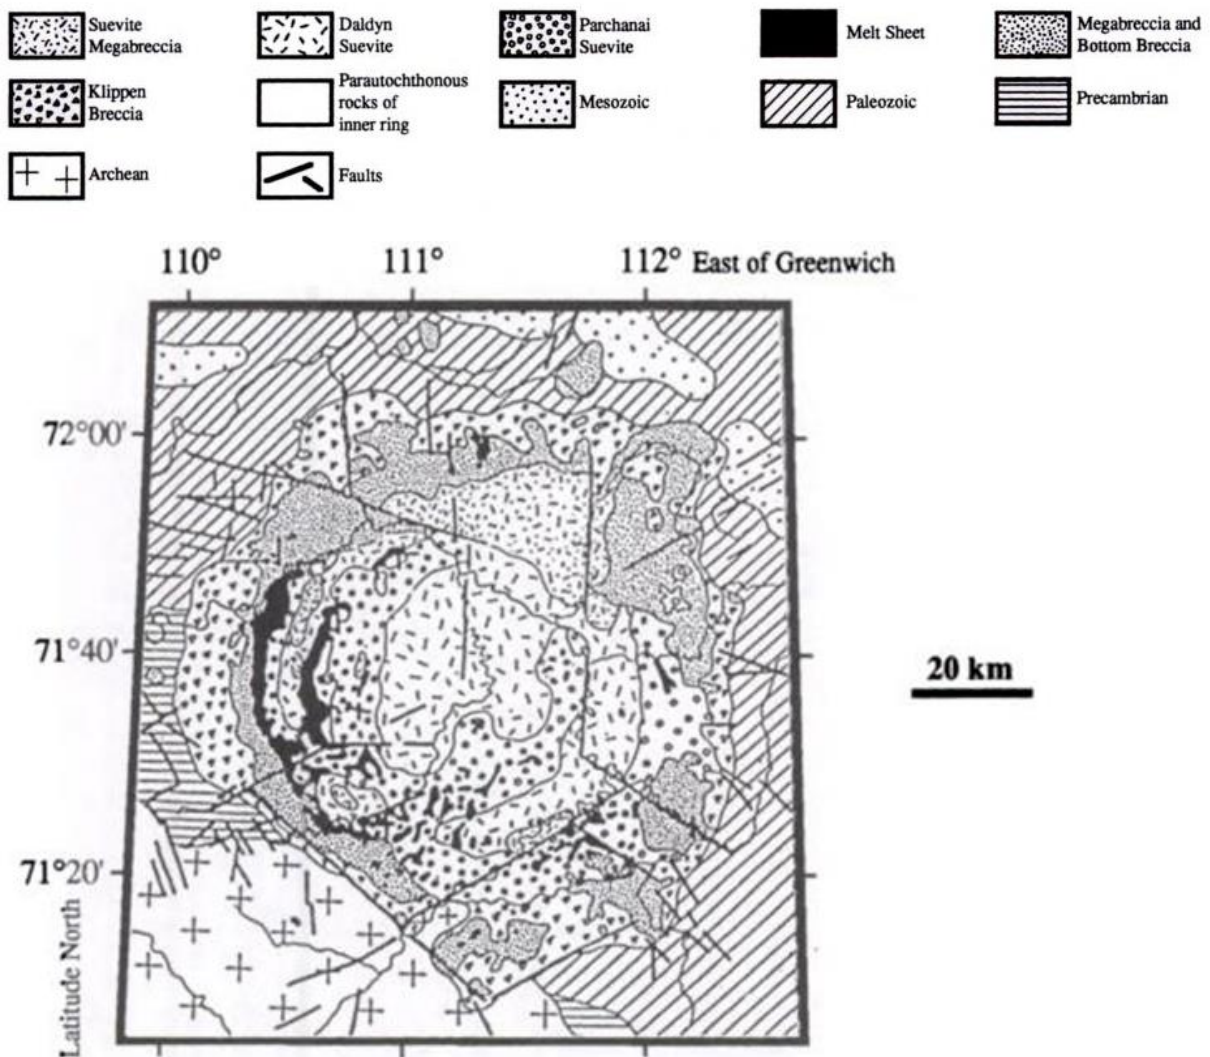 Suevite
Megabreccia
Daldyn
Suevite
Parchanai
Suevite
Melt Sheet
Megabreccia and
Bottom Breccia
Klippen
Breccia
Parautochthonous
rocks of
inner ring
Mesozoic
Paleozoic
Precambrian
Archean
Faults
110° 111° 112° East of Greenwich
72°00'
71°40'
20 km
71°20'
Latitude North